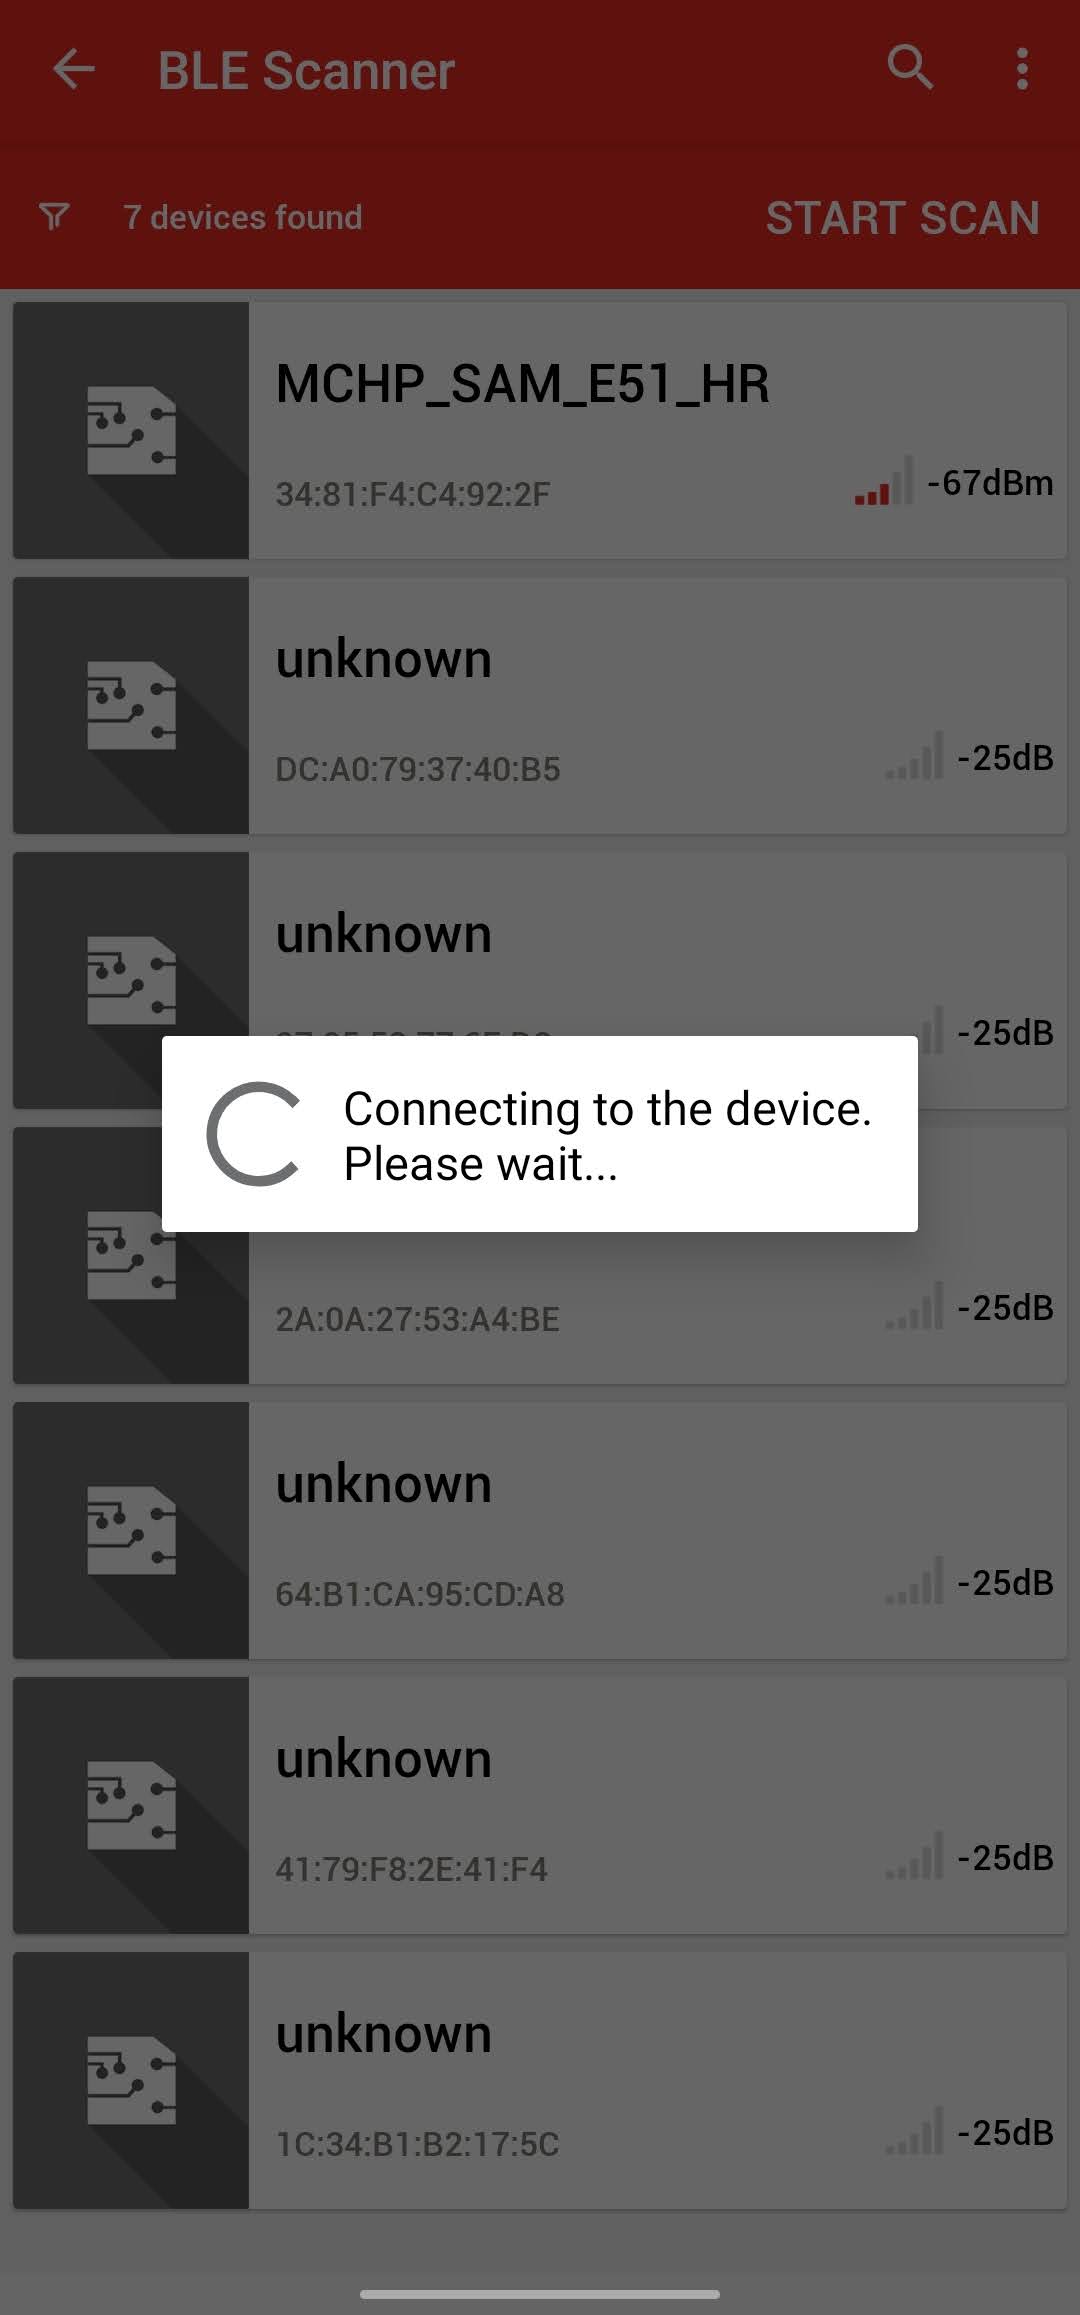 BLE Scanner
7 devices found
START SCAN
MCHP_SAM_E51_HR
34:81:F4:C4:92:2F
-67dBm
unknown
DC:A0:79:37:40:B5
-25dB
unknown
-25dB
Connecting to the device.
Please wait...
2A:0A:27:53:A4:BE
-25dB
unknown
64:B1:CA:95:CD:A8
-25dB
unknown
41:79:F8:2E:41:F4
-25dB
unknown
1C:34:B1:B2:17:5C
-25dB